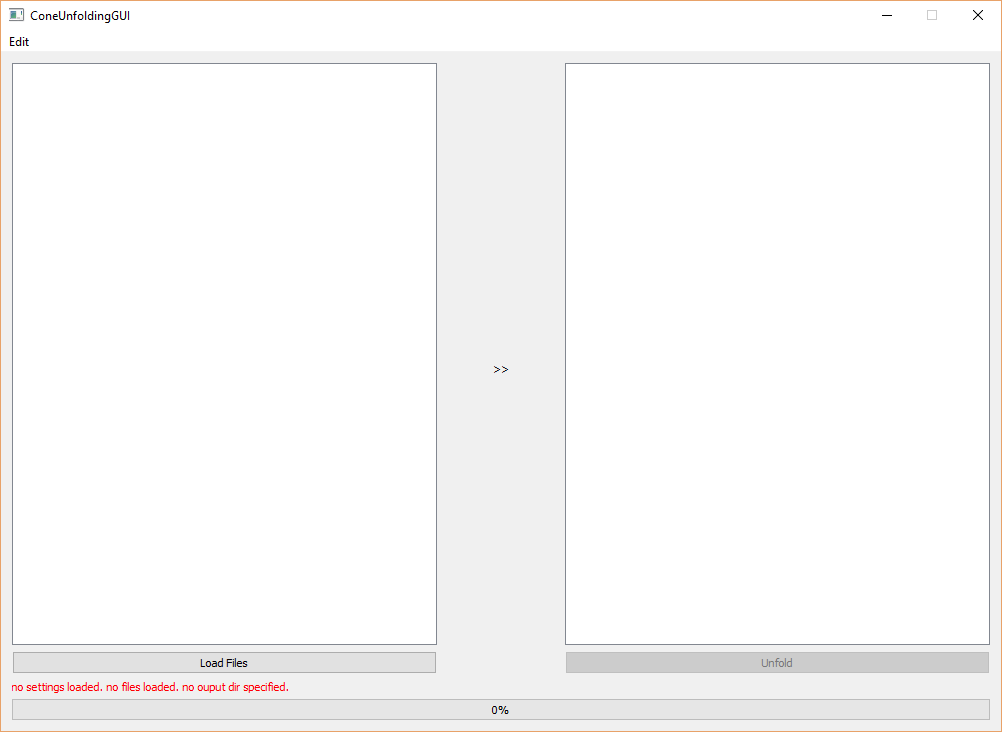 ConeUnfoldingGUI
Edit
>>
Load Files
Unfold
no settings loaded. no files loaded. no ouput dir specified.
0%